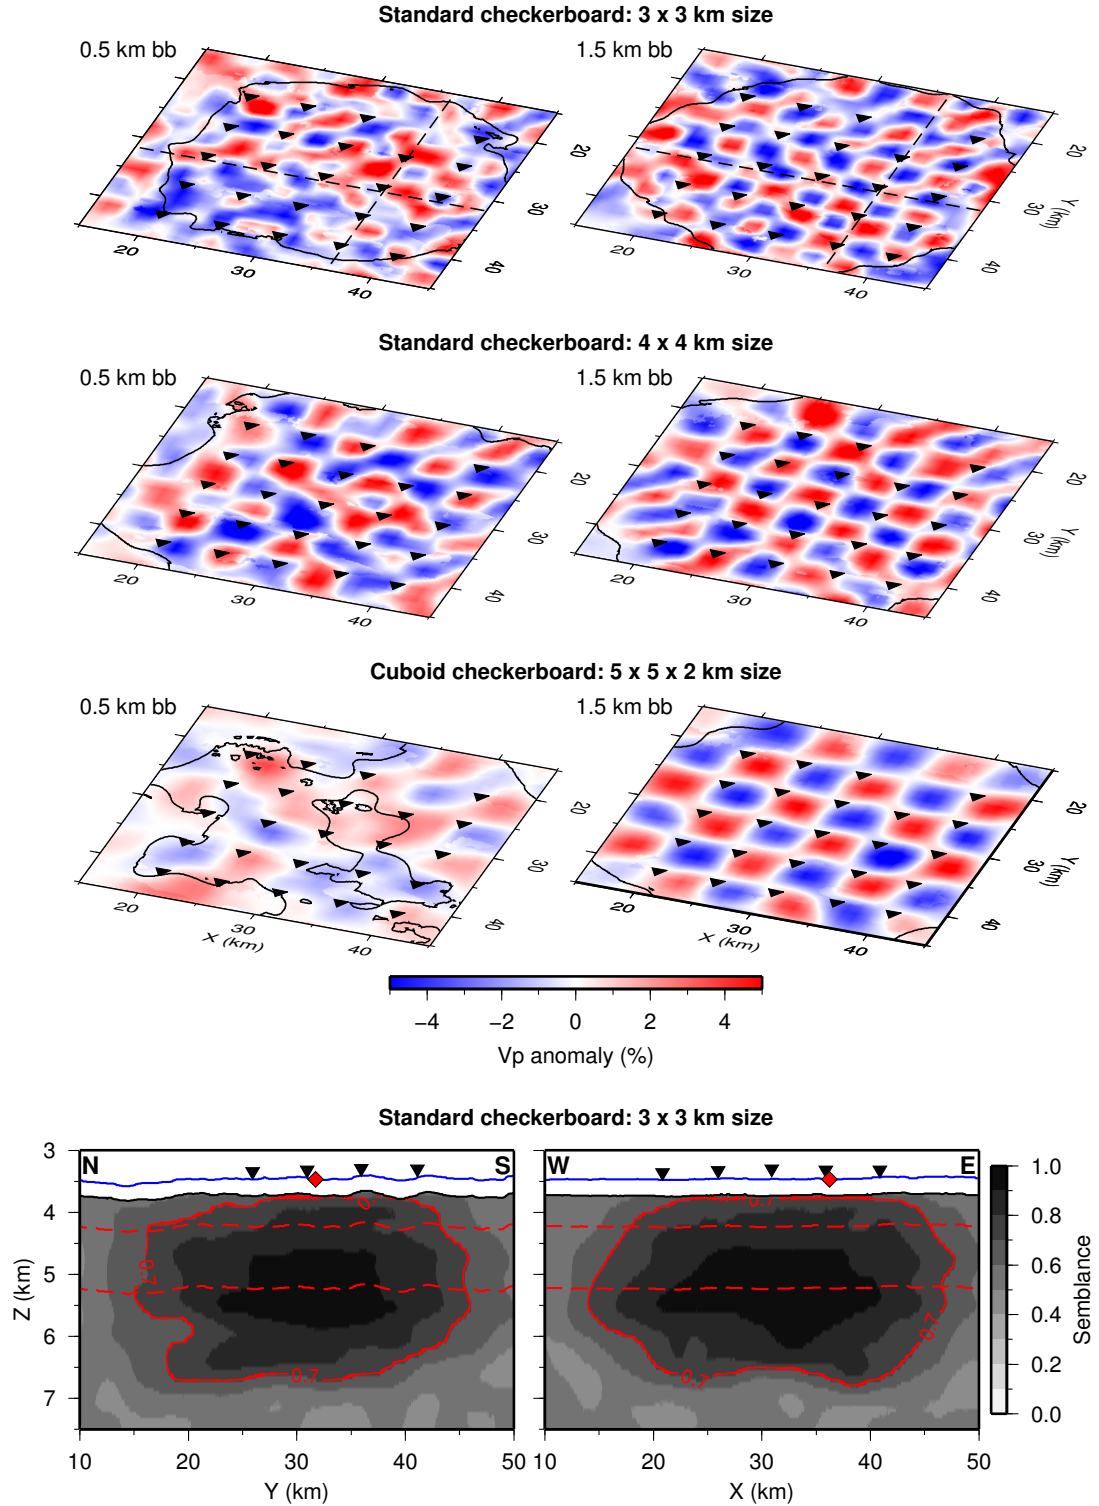 Standard checkerboard: 3 x 3 km size
0.5 km bb
1.5 km bb
20
30
40
20
30
40
20
30
40
20
30
40
Y (km)
Standard checkerboard: 4 x 4 km size
0.5 km bb
1.5 km bb
20
30
40
20
30
40
20
30
40
20
30
40
Y (km)
Cuboid checkerboard: 5 x 5 x 2 km size
0.5 km bb
1.5 km bb
20
30
40
20
30
40
X (km)
20
30
40
20
30
40
X (km)
Y (km)
−4 −2 0 2 4
Vp anomaly (%)
Standard checkerboard: 3 x 3 km size
N S
W E
3
4
5
6
7
Z (km)
0.7
0.7
0.7
0.7
0.7
0.7
10 20 30 40 50
Y (km)
10 20 30 40 50
X (km)
1.0
0.8
0.6
0.4
0.2
0.0
Semblance